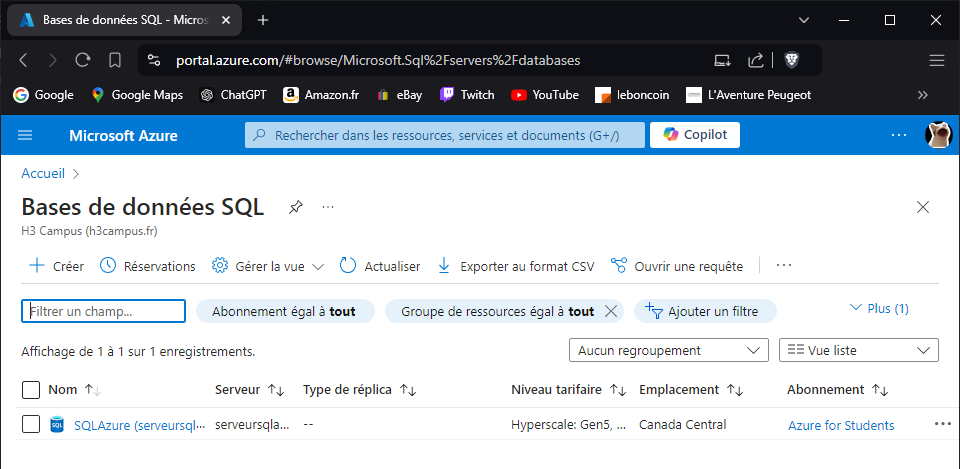 Bases de données SQL - Micros
portal.azure.com/#browse/Microsoft.Sql%2Fservers%2Fdatabases
Google Google Maps ChatGPT Amazon.fr eBay Twitch YouTube leboncoin L'Aventure Peugeot
Microsoft Azure Rechercher dans les ressources, services et documents (G+/) Copilot
Accueil
Bases de données SQL
H3 Campus (h3campus.fr)
Créer Réservations Gérer la vue Actualiser Exporter au format CSV Ouvrir une requête
Filtrer un champ... Abonnement égal à tout Groupe de ressources égal à tout Ajouter un filtre Plus (1)
Affichage de 1 à 1 sur 1 enregistrements. Aucun regroupement Vue liste
Nom Serveur Type de réplica Niveau tarifaire Emplacement Abonnement
SQL SQLAzure (serveursql... serveursqla... -- Hyperscale: Gen5, ... Canada Central Azure for Students